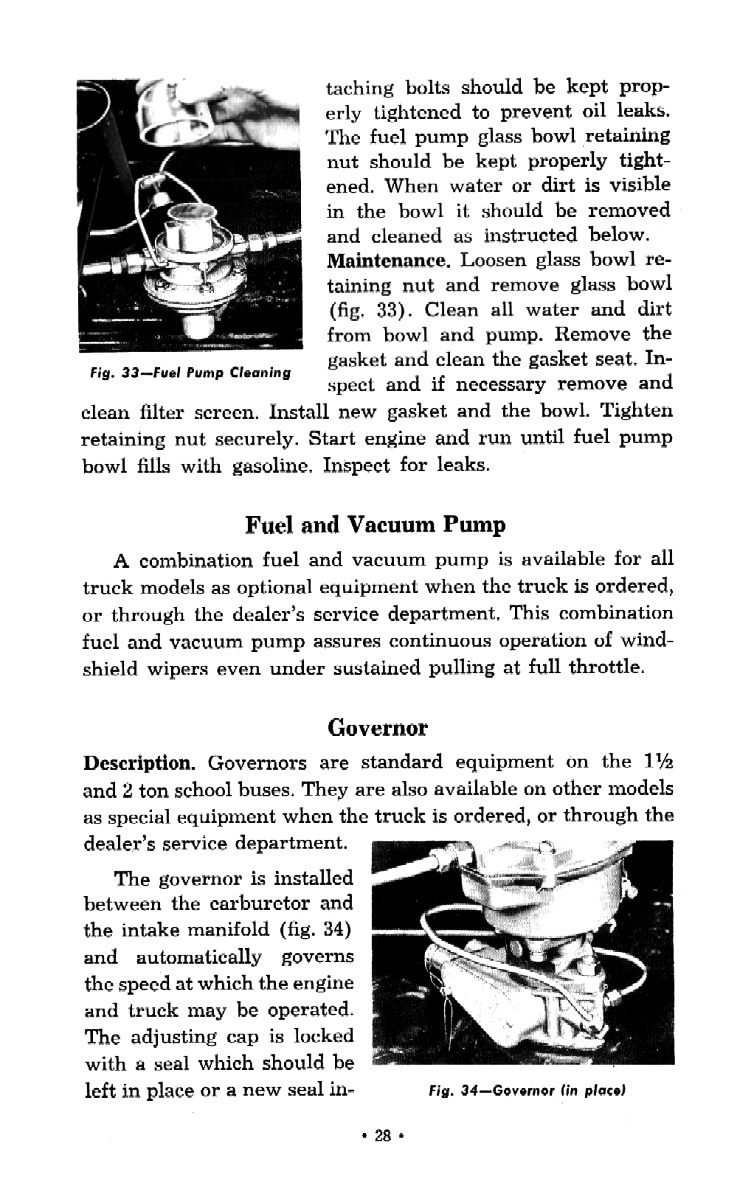 taching bolts should be kept prop-
erly tightened to prevent oil leaks.
The fuel pump glass bowl retaining
nut should be kept properly tight-
ened. When water or dirt is visible
in the bowl it should be removed
and cleaned as instructed below.
Maintenance. Loosen glass bowl re-
taining nut and remove glass bowl
(fig. 33). Clean all water and dirt
from bowl and pump. Remove the
gasket and clean the gasket seat. In-
spect and if necessary remove and
Fig. 33—Fuel Pump Cleaning
clean filter screen. Install new gasket and the bowl. Tighten
retaining nut securely. Start engine and run until fuel pump
bowl fills with gasoline. Inspect for leaks.
Fuel and Vacuum Pump
A combination fuel and vacuum pump is available for all
truck models as optional equipment when the truck is ordered,
or through the dealer's service department. This combination
fuel and vacuum pump assures continuous operation of wind-
shield wipers even under sustained pulling at full throttle.
Governor
Description. Governors are standard equipment on the 1½
and 2 ton school buses. They are also available on other models
as special equipment when the truck is ordered, or through the
dealer's service department.
The governor is installed
between the carburetor and
the intake manifold (fig. 34)
and automatically governs
the speed at which the engine
and truck may be operated.
The adjusting cap is locked
with a seal which should be
left in place or a new seal in-
Fig. 34—Governor (in place)
• 28 •